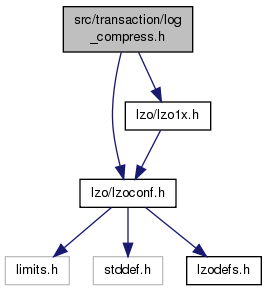 src/transaction/log
_compress.h
lzo/lzo1x.h
lzo/lzoconf.h
limits.h
stddef.h
lzodefs.h